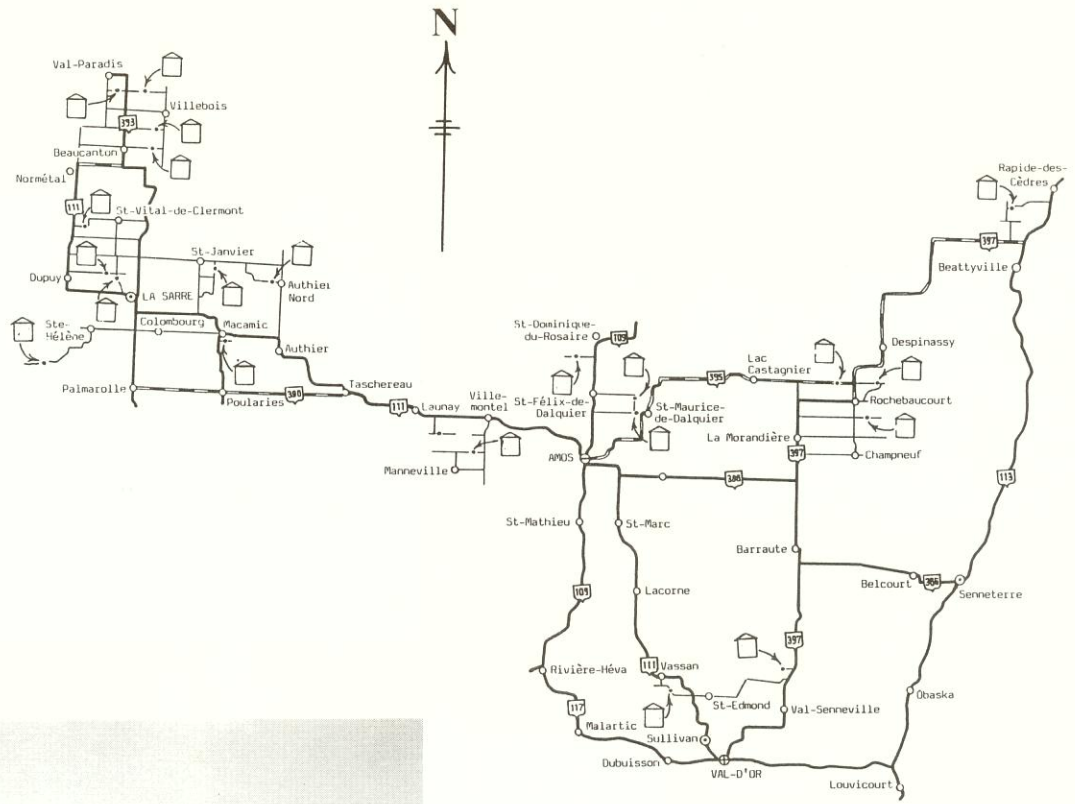 N
Val-Paradis
Villebois
393
Beaucanton
Normétal
111
St-Vital-de-Clermont
St-Janvier
Dupuy
Authier
Nord
LA SARRE
Ste-
Hélène
Colombourg
Macamic
Authier
Palmarolle
Poularies
380
Taschereau
111
Launay
Ville-
montel
Manneville
AMOS
St-Dominique-
du-Rosaire
109
St-Félix-de-
Dalquier
St-Maurice-
de-Dalquier
395
Lac
Castagnier
Despinassy
Rochebaucourt
La Morandière
397
Champneuf
Rapide-des-
Cèdres
397
Beattyville
113
386
St-Mathieu
St-Marc
Barraute
Belcourt
386
Senneterre
Lacorne
109
397
Rivière-Héva
111
Vassan
St-Edmond
Val-Senneville
Obaska
117
Malartic
Sullivan
Dubuisson
VAL-D'OR
Louvicourt